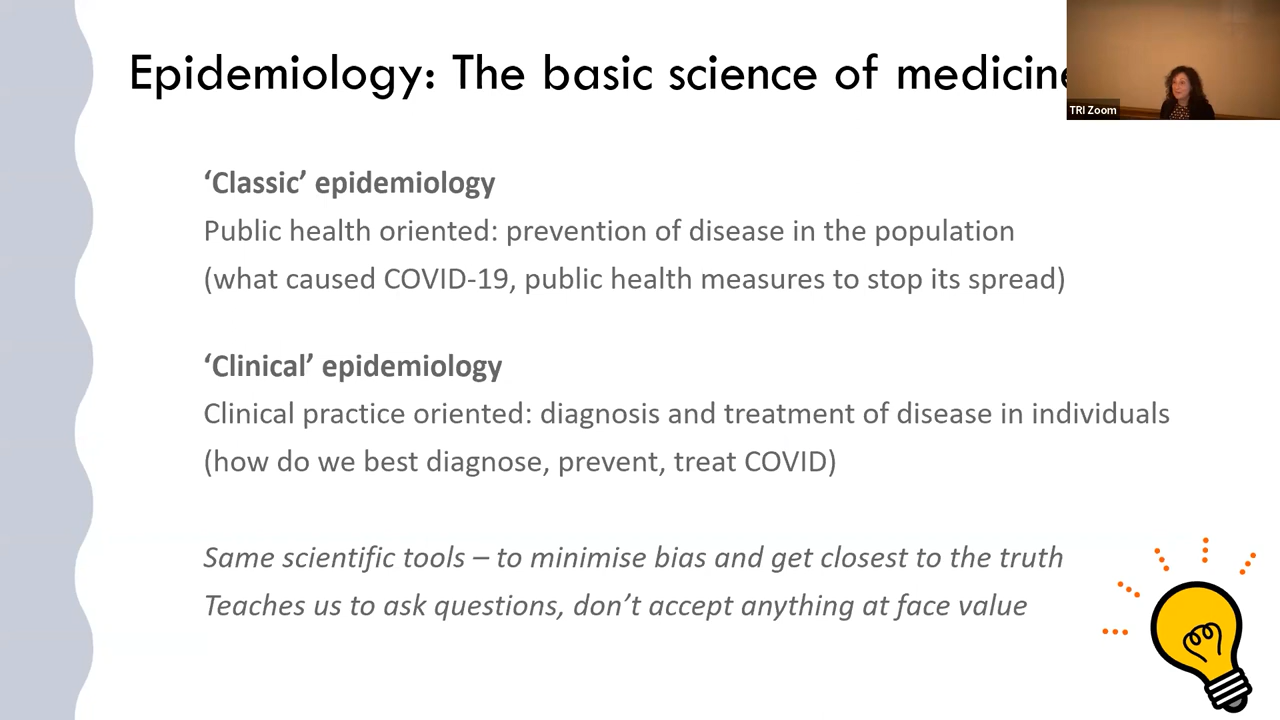 Epidemiology: The basic science of medicine
TRI Zoom
‘Classic’ epidemiology
Public health oriented: prevention of disease in the population
(what caused COVID-19, public health measures to stop its spread)
‘Clinical’ epidemiology
Clinical practice oriented: diagnosis and treatment of disease in individuals
(how do we best diagnose, prevent, treat COVID)
Same scientific tools – to minimise bias and get closest to the truth
Teaches us to ask questions, don’t accept anything at face value